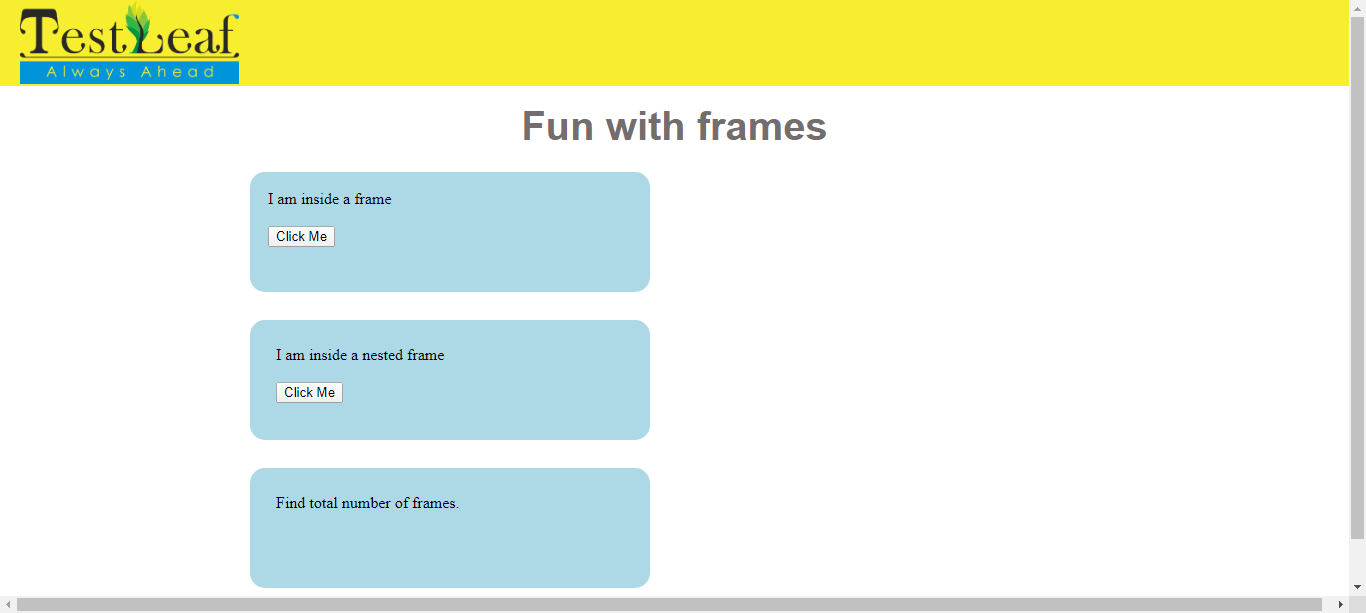 TestLeaf
Always Ahead
Fun with frames
I am inside a frame
Click Me
I am inside a nested frame
Click Me
Find total number of frames.